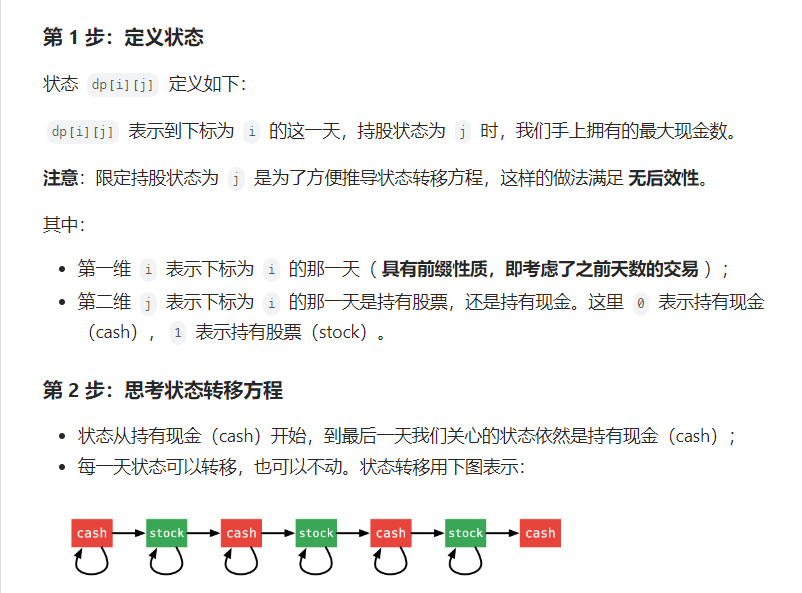 第 1 步：定义状态
状态 dp[i][j] 定义如下：
dp[i][j] 表示到下标为 i 的这一天，持股状态为 j 时，我们手上拥有的最大现金数。
注意：限定持股状态为 j 是为了方便推导状态转移方程，这样的做法满足 无后效性。
其中：
• 第一维 i 表示下标为 i 的那一天（ 具有前缀性质，即考虑了之前天数的交易 ）；
• 第二维 j 表示下标为 i 的那一天是持有股票，还是持有现金。这里 0 表示持有现金
（cash）， 1 表示持有股票（stock）。
第 2 步：思考状态转移方程
• 状态从持有现金（cash）开始，到最后一天我们关心的状态依然是持有现金（cash）；
• 每一天状态可以转移，也可以不动。状态转移用下图表示：
cash stock cash stock cash stock cash